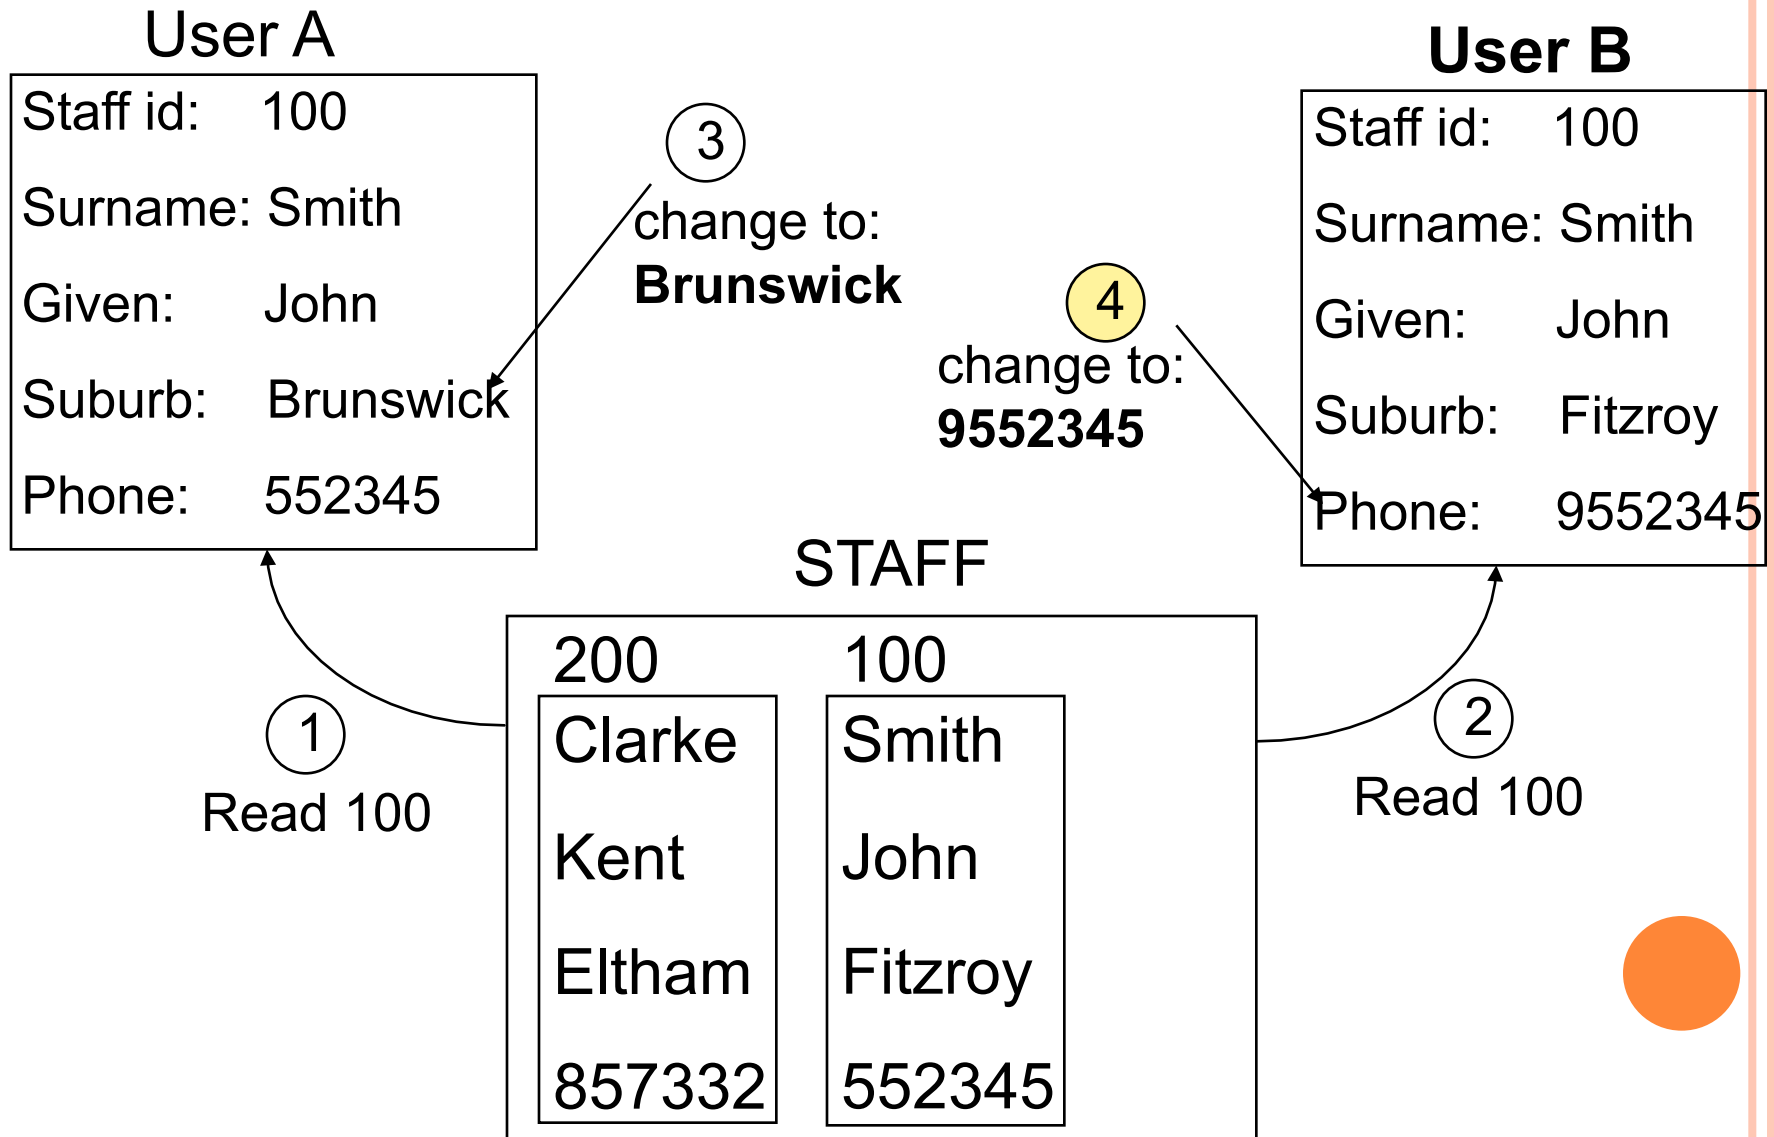 User A
Staff id: 100
Surname: Smith
Given: John
Suburb: Brunswick
Phone: 552345
3
change to:
Brunswick
4
change to:
9552345
User B
Staff id: 100
Surname: Smith
Given: John
Suburb: Fitzroy
Phone: 9552345
1
Read 100
2
Read 100
STAFF
200
Clarke
Kent
Eltham
857332
100
Smith
John
Fitzroy
552345